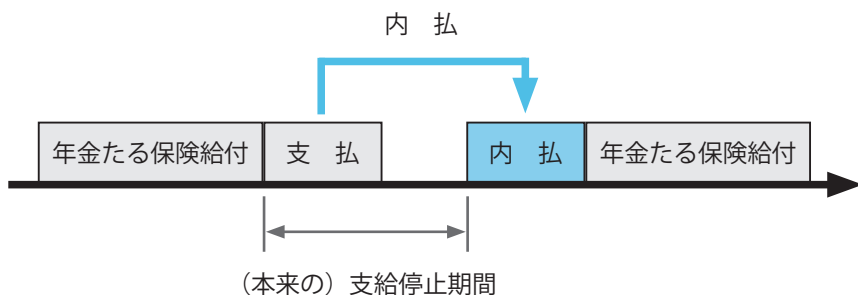 内　払
年金たる保険給付 支　払 内　払 年金たる保険給付
（本来の）支給停止期間